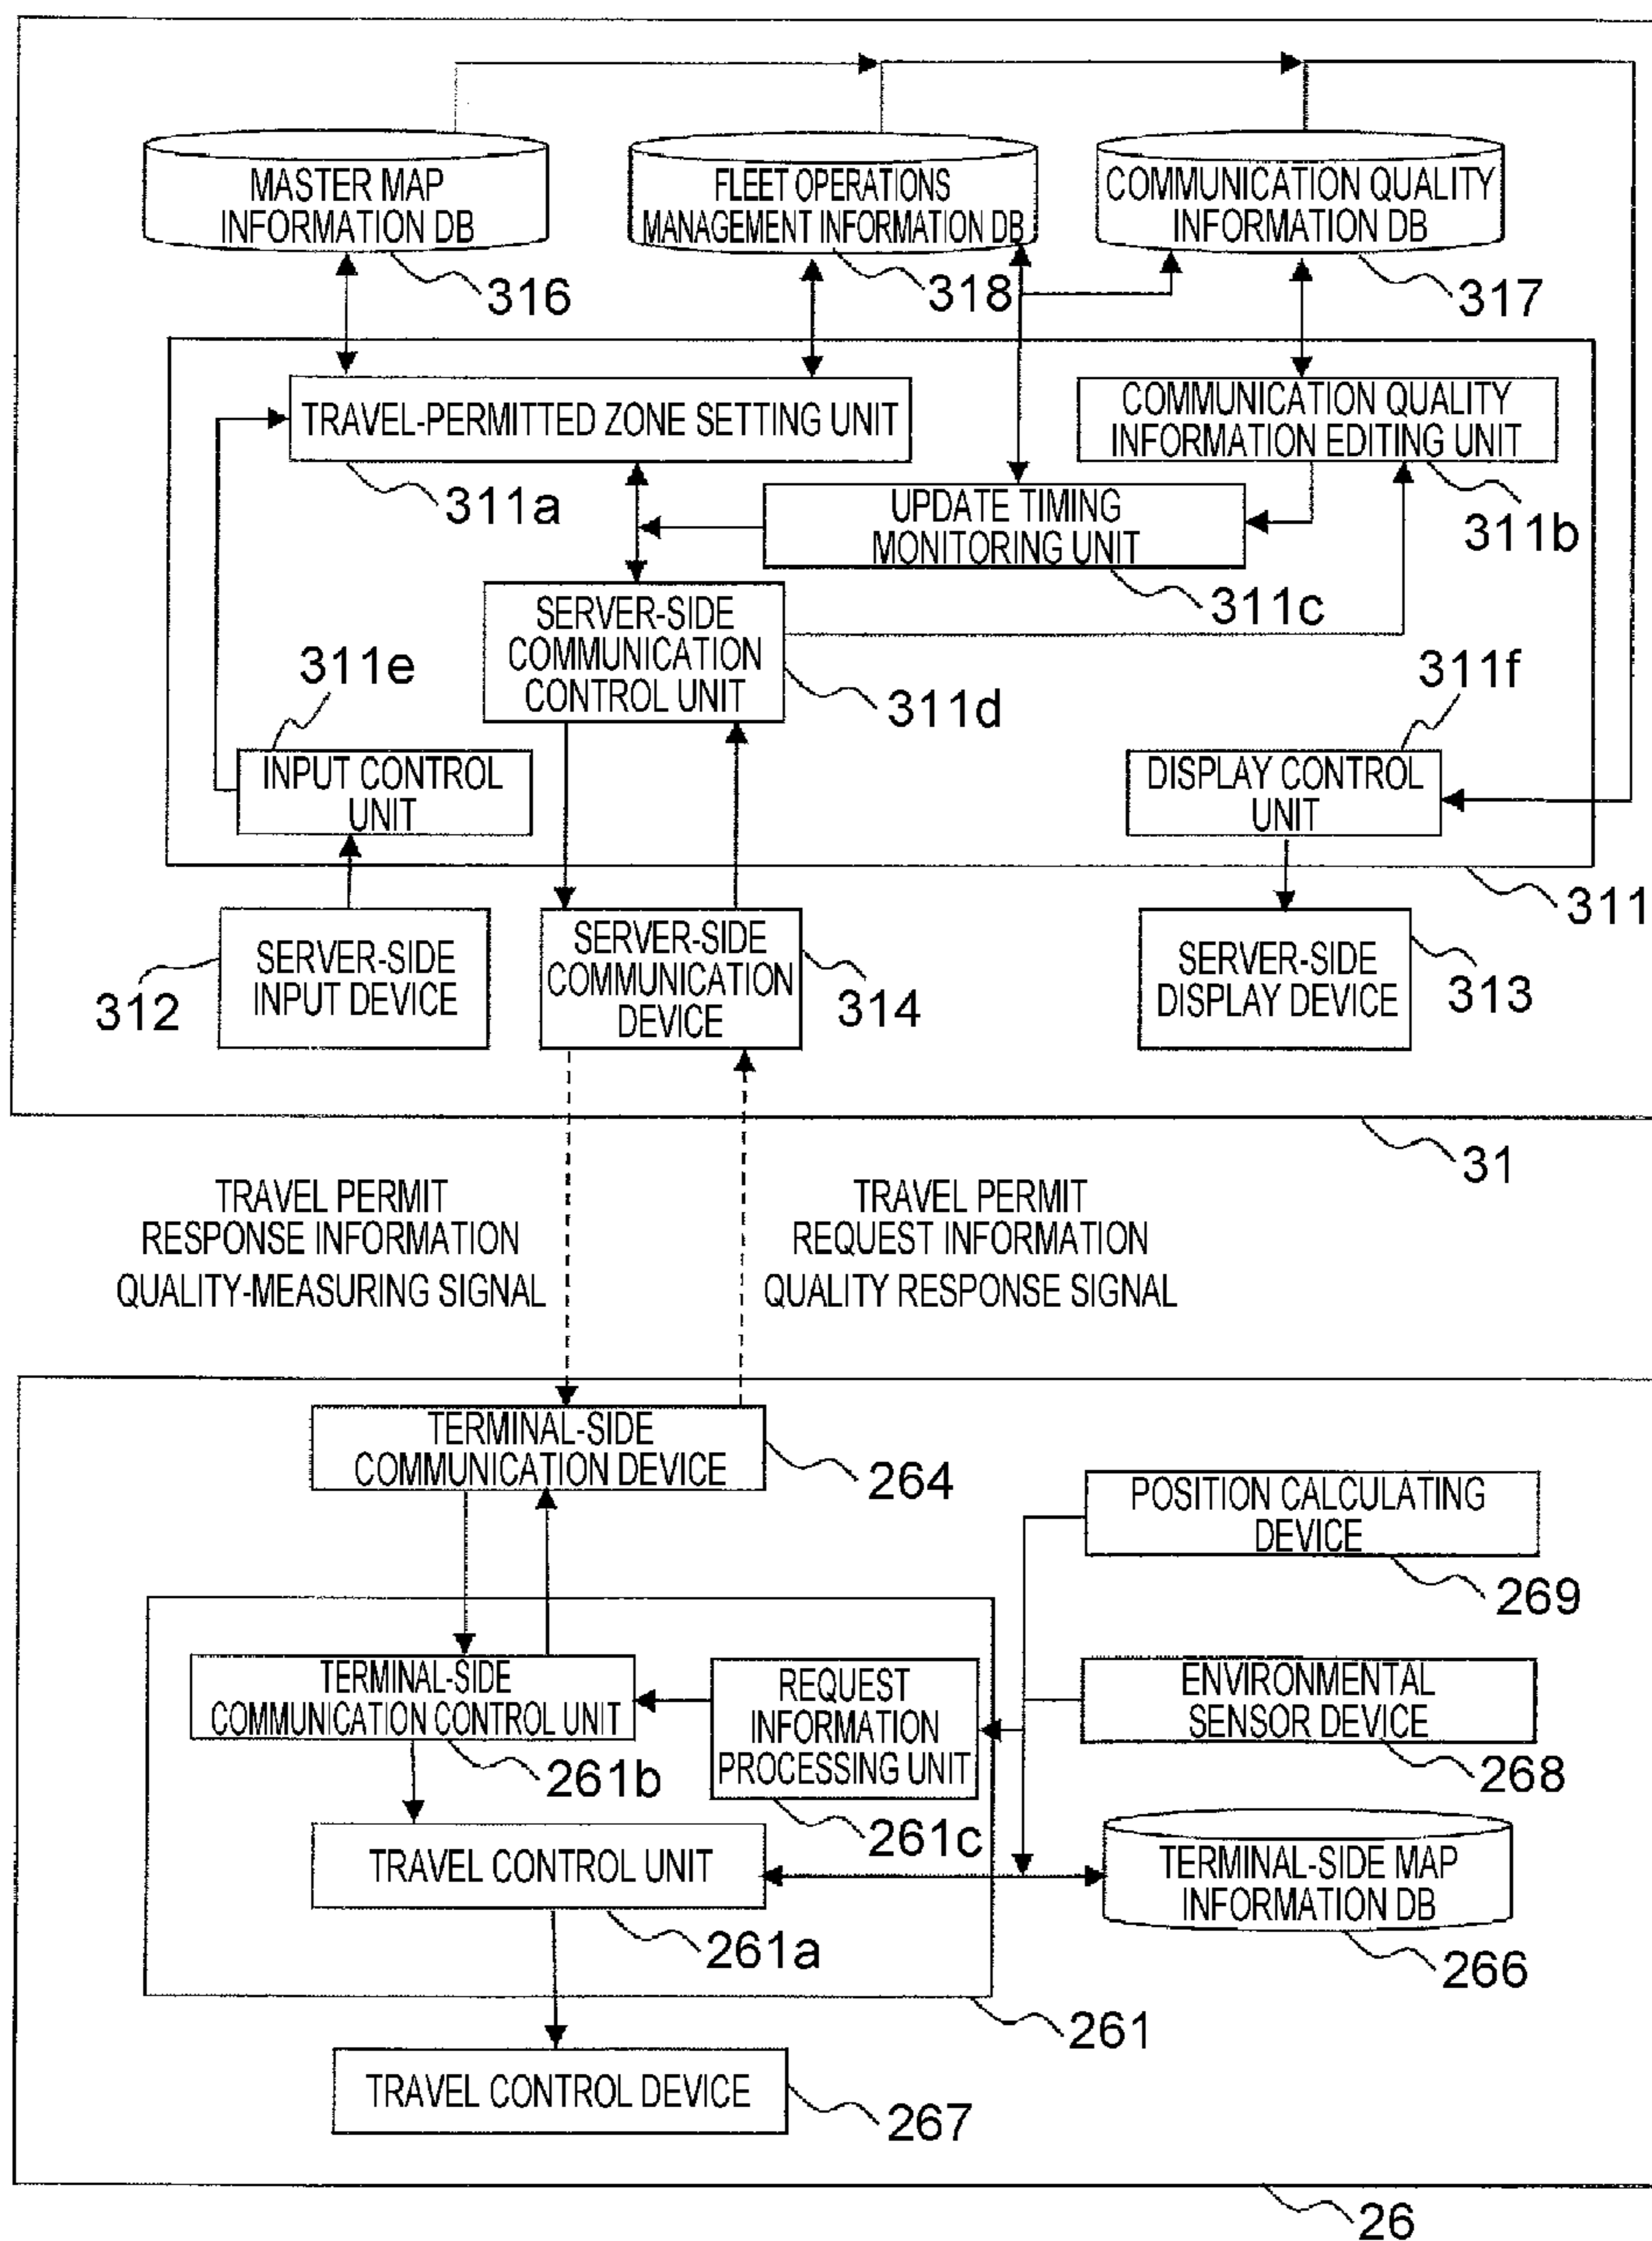 MASTER MAP
INFORMATION DB
316
FLEET OPERATIONS
MANAGEMENT INFORMATION DB
318
COMMUNICATION QUALITY
INFORMATION DB
317
TRAVEL-PERMITTED ZONE SETTING UNIT
311a
COMMUNICATION QUALITY
INFORMATION EDITING UNIT
311b
UPDATE TIMING
MONITORING UNIT
311c
SERVER-SIDE
COMMUNICATION
CONTROL UNIT
311d
311e
INPUT CONTROL
UNIT
311f
DISPLAY CONTROL
UNIT
311
SERVER-SIDE
INPUT DEVICE
312
SERVER-SIDE
COMMUNICATION
DEVICE
314
SERVER-SIDE
DISPLAY DEVICE
313
31
TRAVEL PERMIT
RESPONSE INFORMATION
QUALITY-MEASURING SIGNAL
TRAVEL PERMIT
REQUEST INFORMATION
QUALITY RESPONSE SIGNAL
TERMINAL-SIDE
COMMUNICATION DEVICE
264
POSITION CALCULATING
DEVICE
269
TERMINAL-SIDE
COMMUNICATION CONTROL UNIT
261b
REQUEST
INFORMATION
PROCESSING UNIT
261c
ENVIRONMENTAL
SENSOR DEVICE
268
TRAVEL CONTROL UNIT
261a
TERMINAL-SIDE MAP
INFORMATION DB
266
261
TRAVEL CONTROL DEVICE
267
26